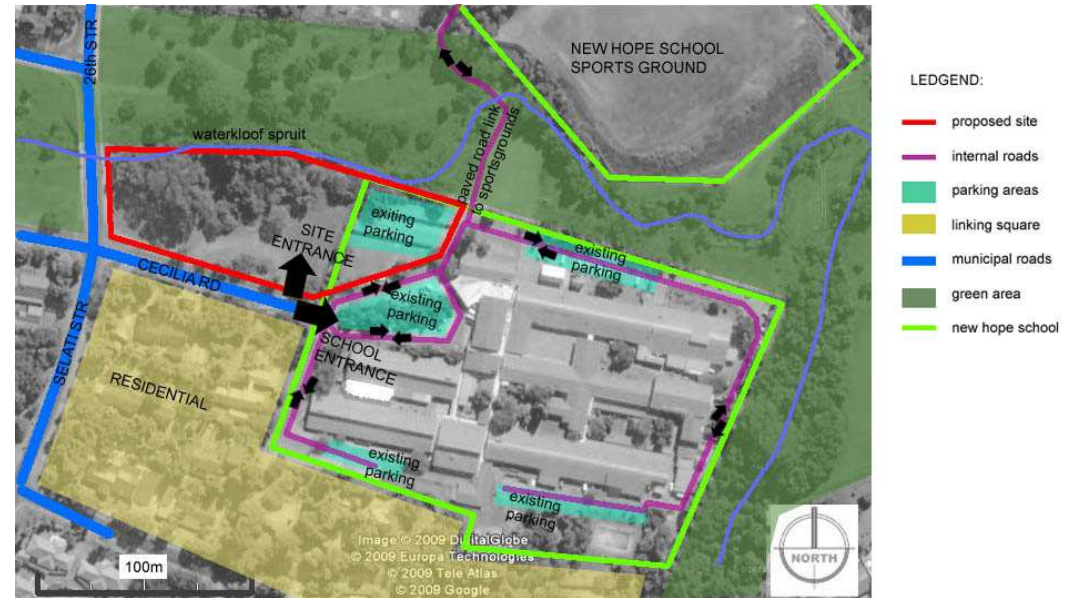 26th STR
NEW HOPE SCHOOL
SPORTS GROUND
waterkloof spruit
paved road link
to sportsgrounds
exiting
parking
SITE
ENTRANCE
CECILIA RD
existing
parking
existing
parking
SCHOOL
ENTRANCE
SELATI STR
RESIDENTIAL
existing
parking
existing
parking
100m
Image © 2009 DigitalGlobe
© 2009 Europa Technologies
© 2009 Tele Atlas
© 2009 Google
NORTH
LEDGEND:
proposed site
internal roads
parking areas
linking square
municipal roads
green area
new hope school